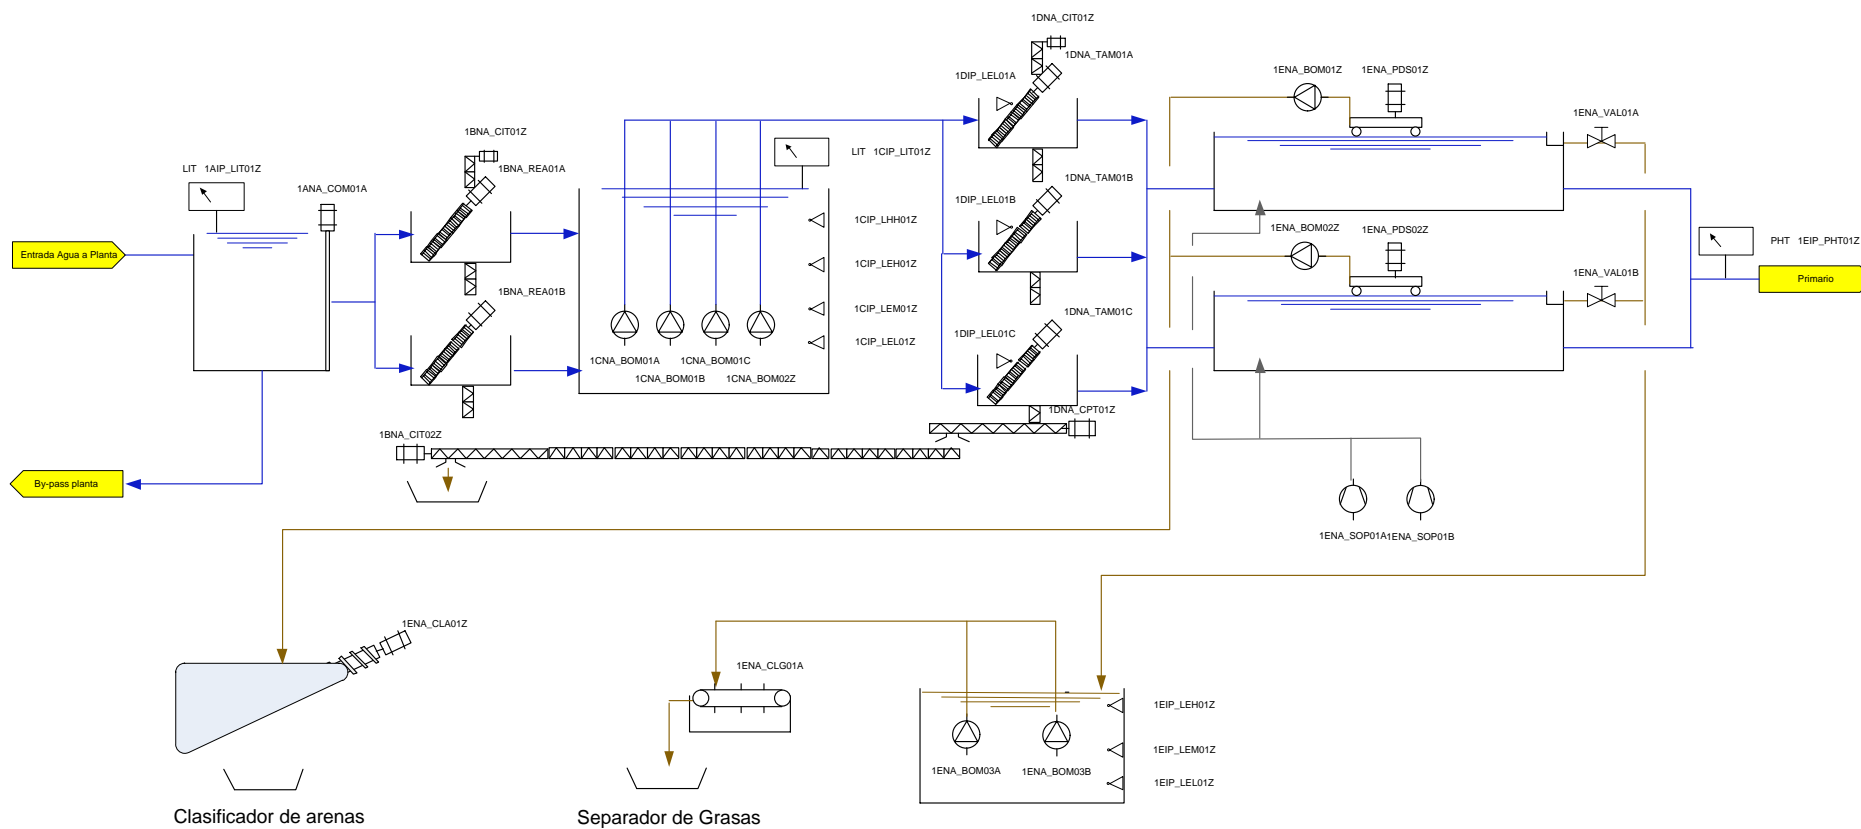 1DNA_CIT01Z
1DNA_TAM01A
1DIP_LEL01A
1ENA_BOM01Z
1ENA_PDS01Z
1ENA_VAL01A
1BNA_CIT01Z
1BNA_REA01A
LIT 1AIP_LIT01Z
1ANA_COM01A
LIT 1CIP_LIT01Z
1DNA_TAM01B
1DIP_LEL01B
1CIP_LHH01Z
1ENA_BOM02Z
1ENA_PDS02Z
Entrada Agua a Planta
PHT 1EIP_PHT01Z
1CIP_LEH01Z
1ENA_VAL01B
Primario
1BNA_REA01B
1CIP_LEM01Z
1DNA_TAM01C
1DIP_LEL01C
1CIP_LEL01Z
1CNA_BOM01A
1CNA_BOM01C
1CNA_BOM01B
1CNA_BOM02Z
1DNA_CPT01Z
1BNA_CIT02Z
By-pass planta
1ENA_SOP01A
1ENA_SOP01B
1ENA_CLA01Z
1ENA_CLG01A
1EIP_LEH01Z
1EIP_LEM01Z
1ENA_BOM03A
1ENA_BOM03B
1EIP_LEL01Z
Clasificador de arenas
Separador de Grasas